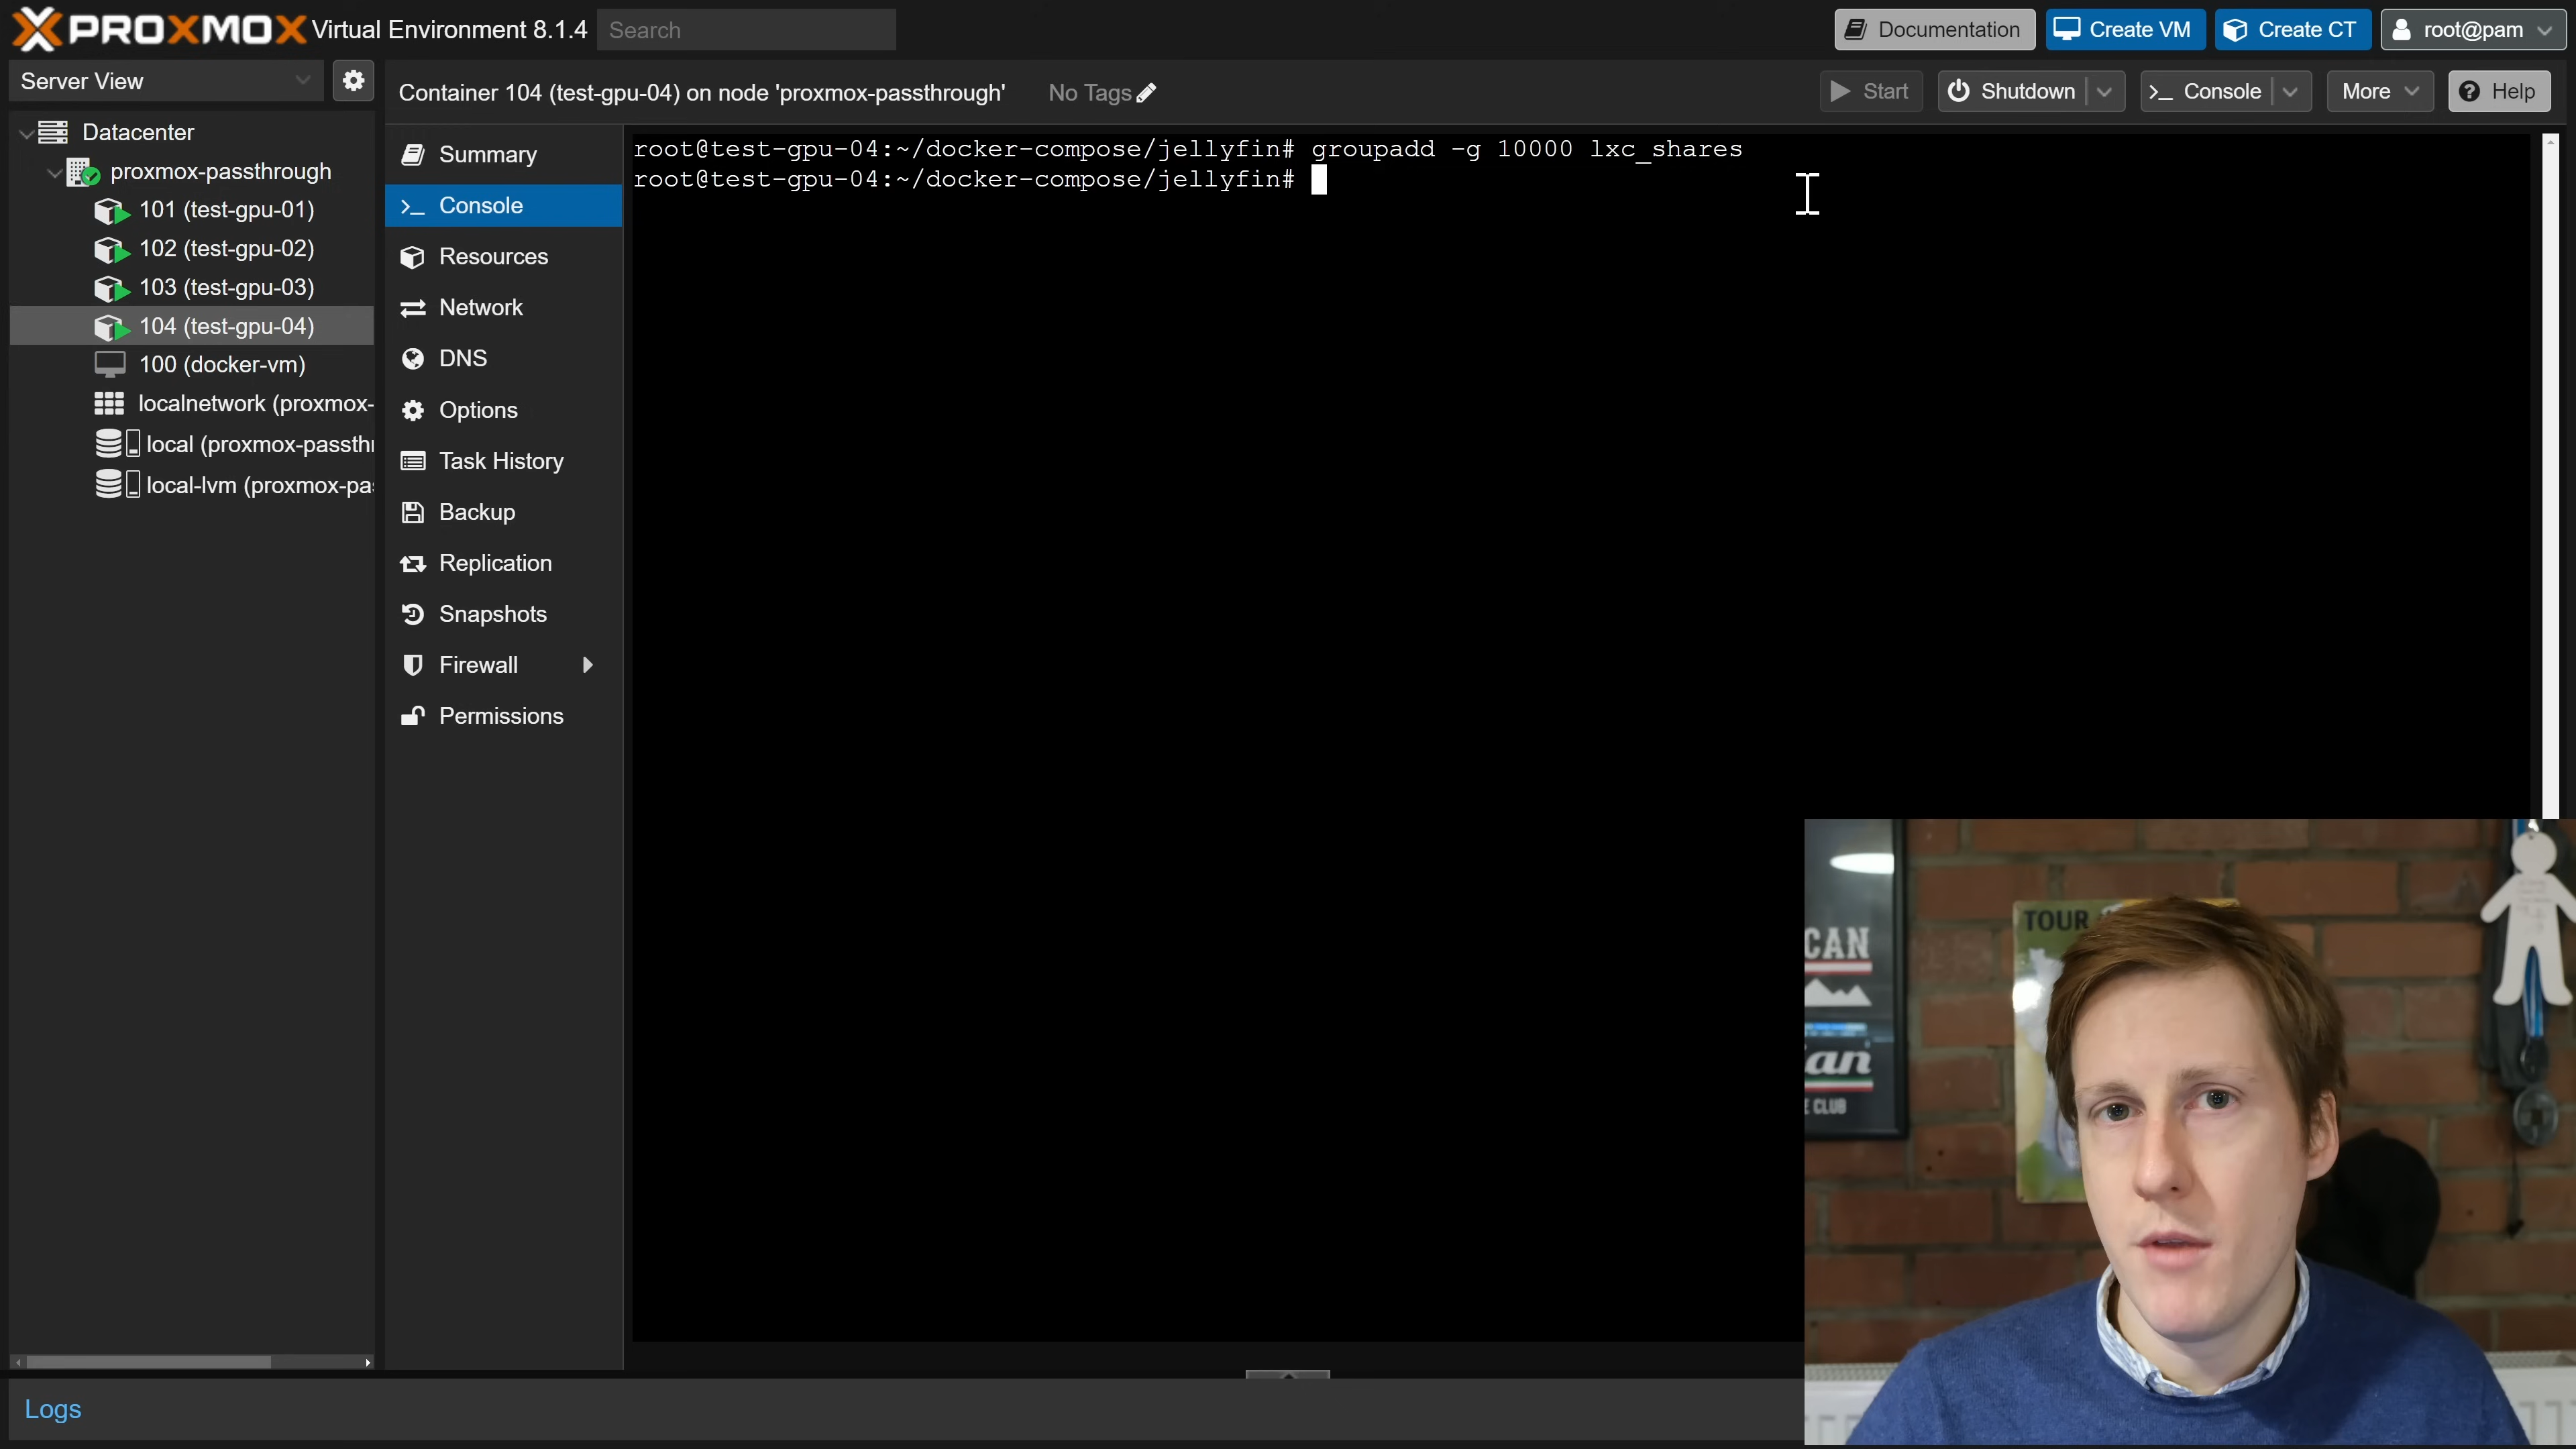 PROXMOX Virtual Environment 8.1.4 Search Documentation Create VM Create CT root@pam
Server View
Container 104 (test-gpu-04) on node 'proxmox-passthrough' No Tags Start Shutdown >_ Console More Help
Datacenter
proxmox-passthrough
101 (test-gpu-01)
102 (test-gpu-02)
103 (test-gpu-03)
104 (test-gpu-04)
100 (docker-vm)
localnetwork (proxmox-
local (proxmox-passthr
local-lvm (proxmox-pas
Summary
>_ Console
Resources
Network
DNS
Options
Task History
Backup
Replication
Snapshots
Firewall
Permissions
root@test-gpu-04:~/docker-compose/jellyfin# groupadd -g 10000 lxc_shares
root@test-gpu-04:~/docker-compose/jellyfin#
TOUR
CAN
ian
E CLUB
Logs